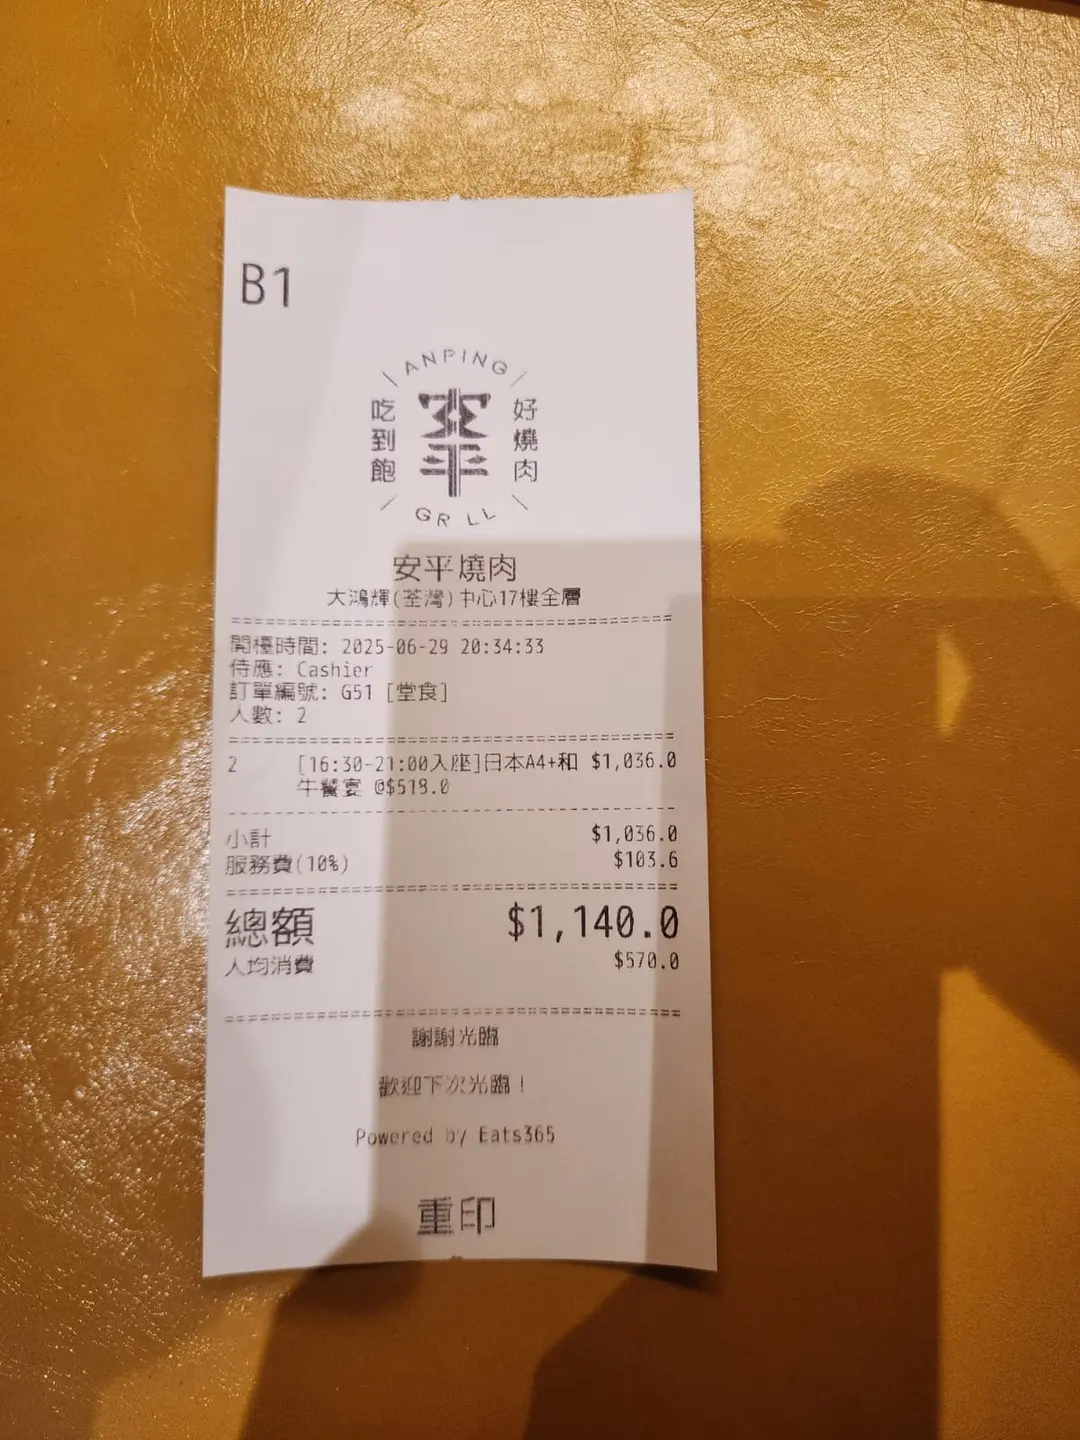 B1
ANPING
吃到飽
安平
好燒肉
GRILL
安平燒肉
大鴻輝(荃灣)中心17樓全層
開檯時間: 2025-06-29 20:34:33
侍應: Cashier
訂單編號: G51 [堂食]
人數: 2
2 [16:30-21:00入座]日本A4+和 $1,036.0
牛饗宴 @$518.0
小計 $1,036.0
服務費(10%) $103.6
總額 $1,140.0
人均消費 $570.0
謝謝光臨
歡迎下次光臨！
Powered by Eats365
重印